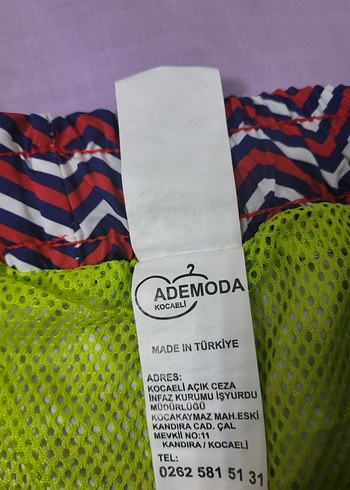 ADEMODA
KOCAELİ
MADE IN TÜRKİYE
ADRES:
KOCAELİ AÇIK CEZA
İNFAZ KURUMU İŞYURDU
MÜDÜRLÜĞÜ
KOCAKAYMAZ MAH.ESKİ
KANDIRA CAD. ÇAL
MEVKİİ NO:11
KANDIRA / KOCAELİ
TEL:
0262 581 51 31